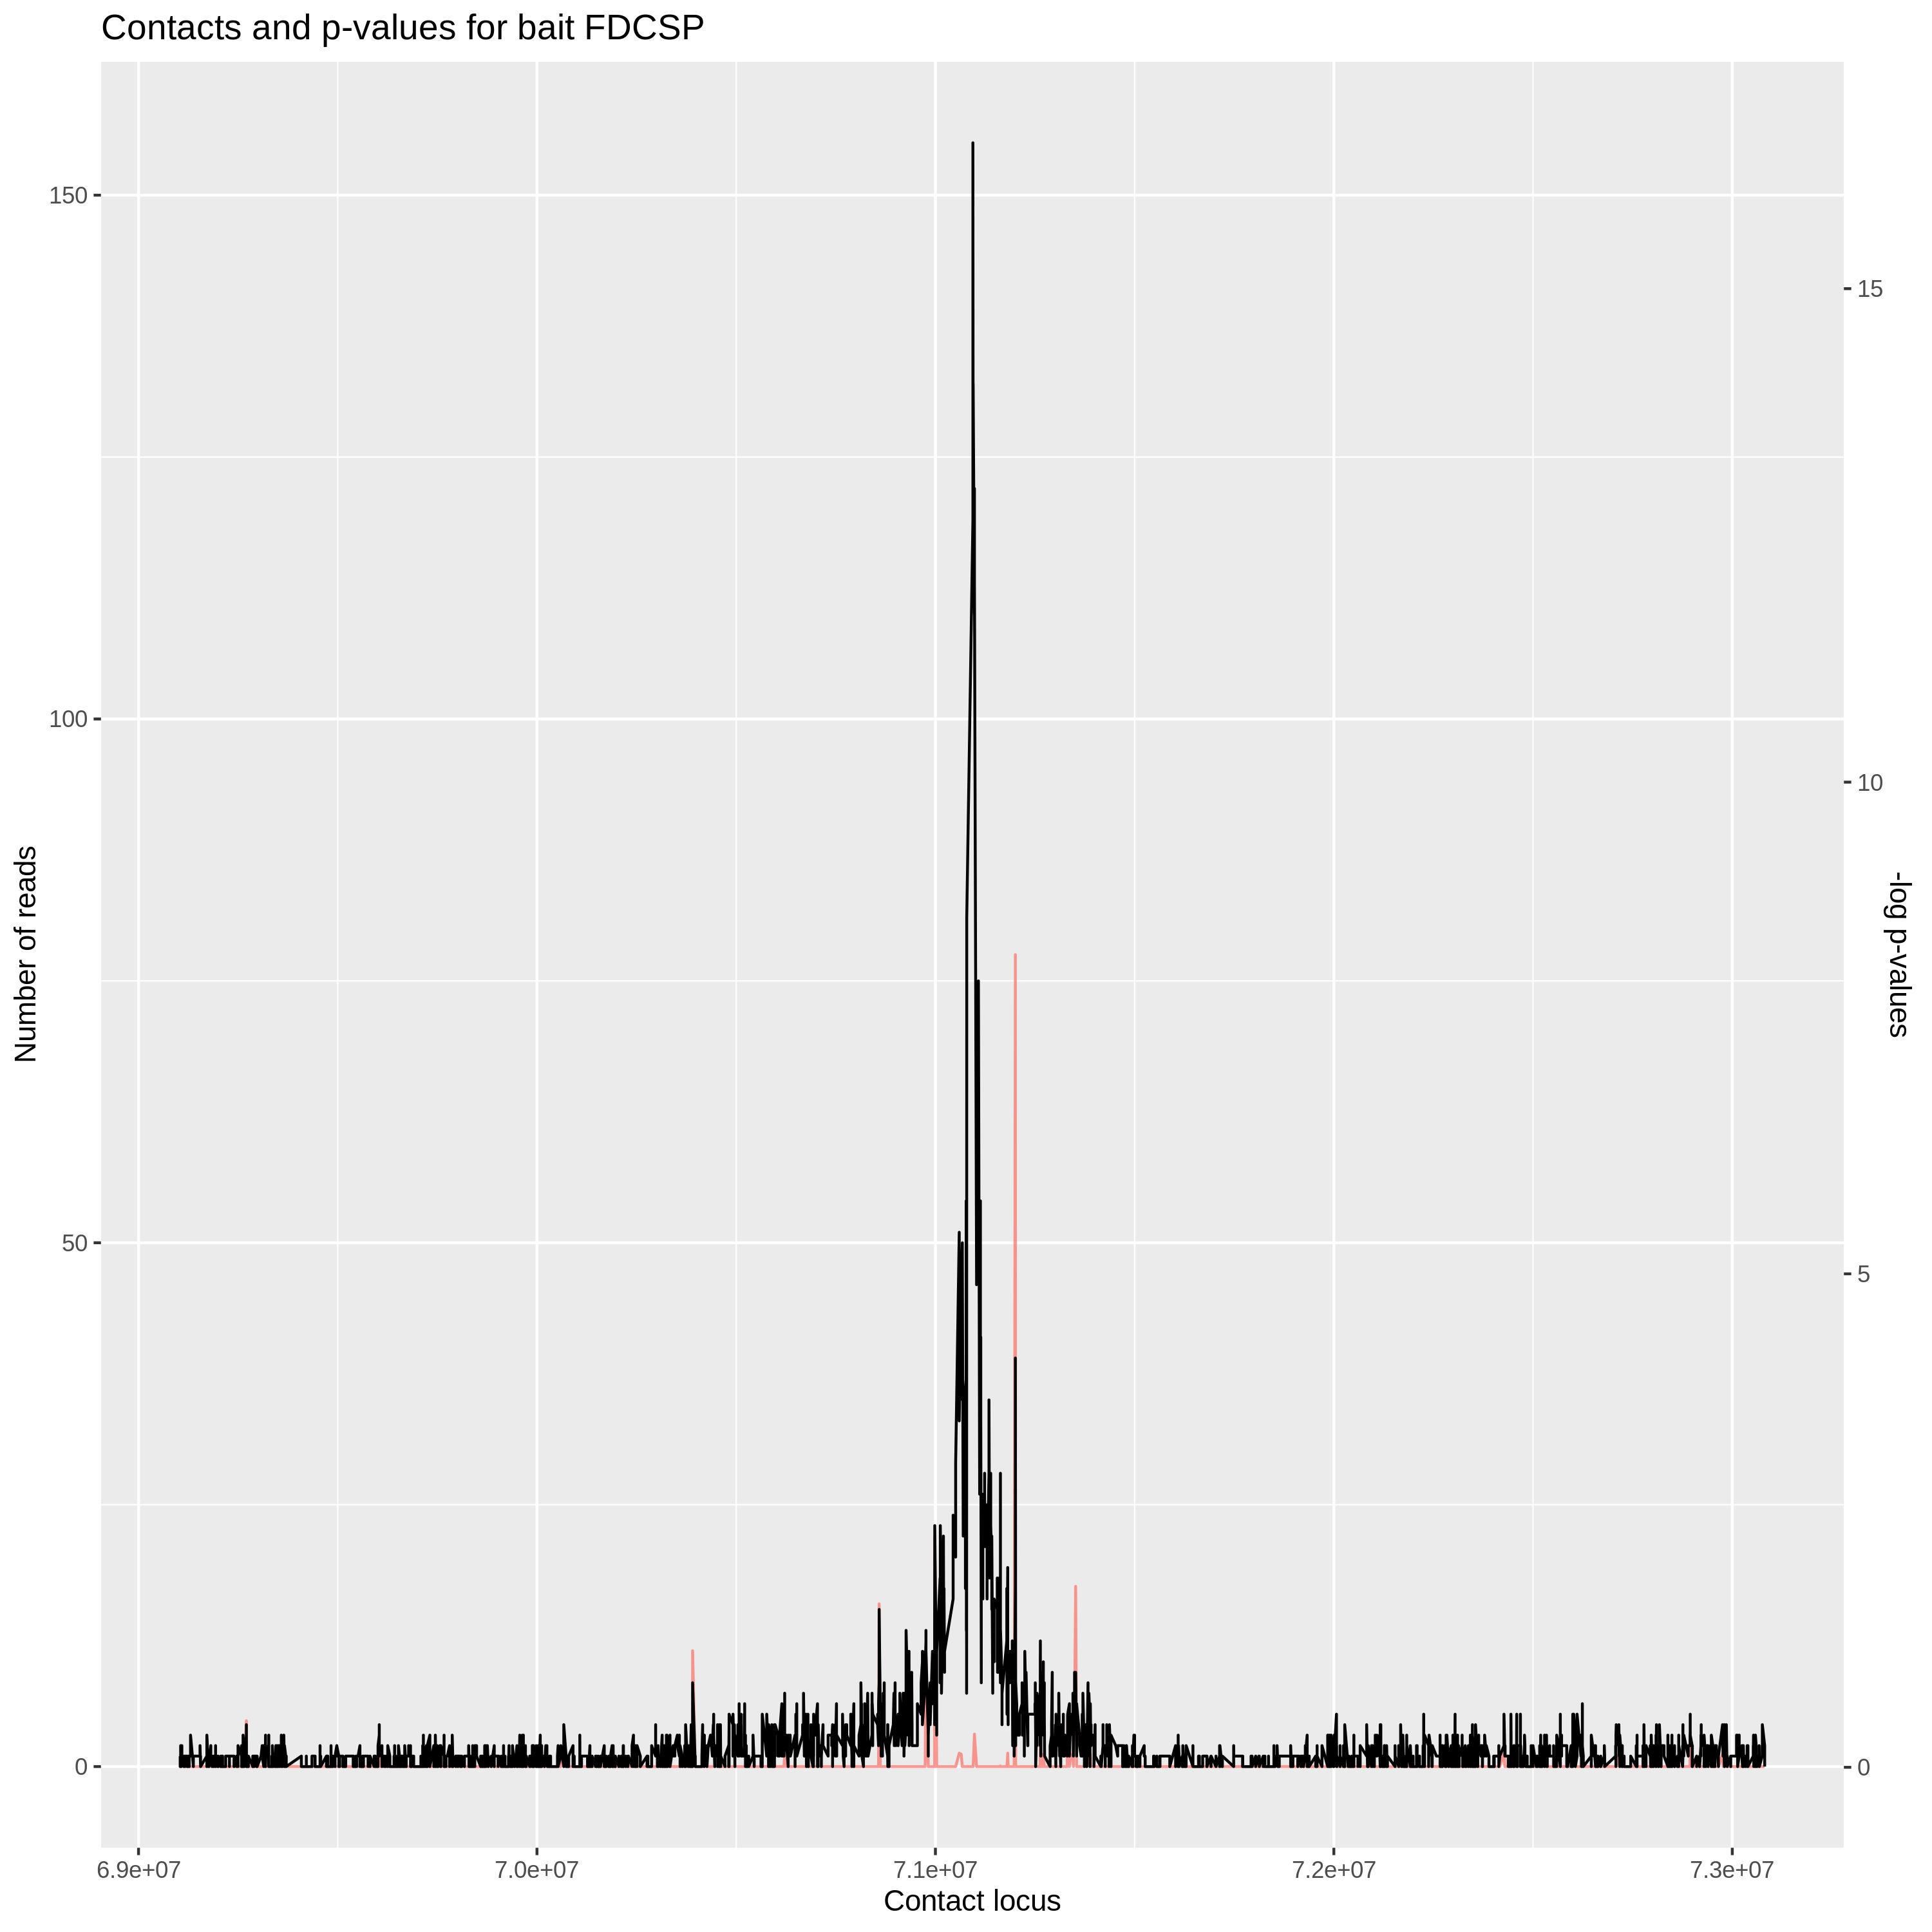 Contacts and p-values for bait FDCSP
150
100
50
0
Number of reads
15
10
5
0
-log p-values
6.9e+07
7.0e+07
7.1e+07
7.2e+07
7.3e+07
Contact locus